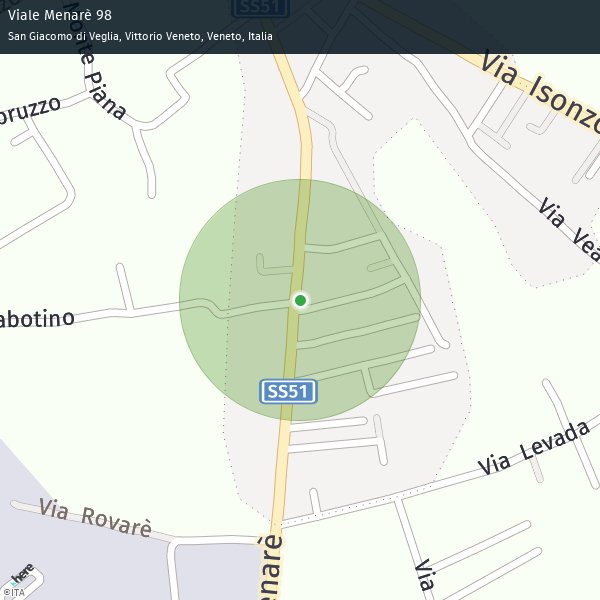 Viale Menarè 98
San Giacomo di Veglia, Vittorio Veneto, Veneto, Italia
SS51
Monte Piana
Via Isonzo
bruzzo
Via Vea
abotino
SS51
Via Levada
Via Rovarè
enarè
Via
here
©ITA